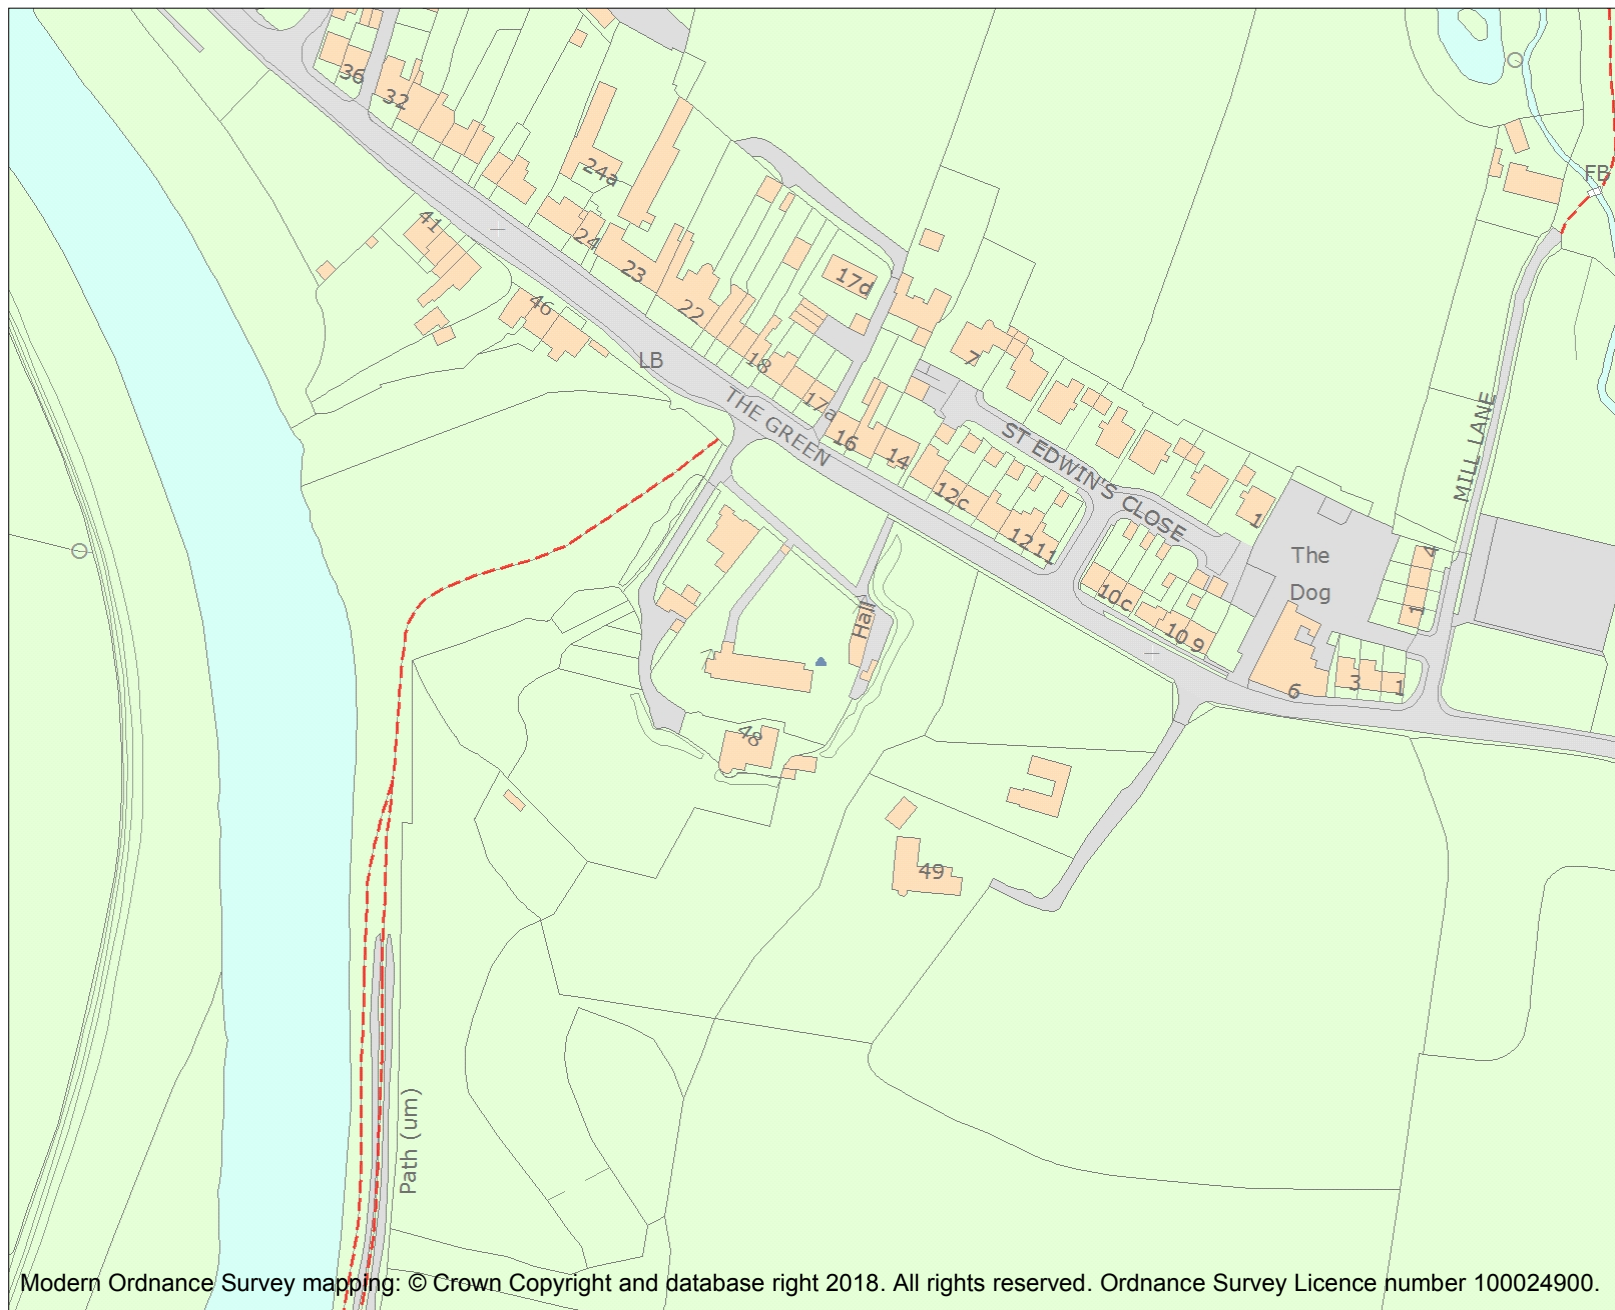 36
32
24a
FB
41
24
23
17d
46
22
LB
18
7
17a
THE GREEN
16
14
ST EDWIN'S CLOSE
MILL LANE
12c
12
11
1
The
Dog
4
10c
Hall
1
10
9
48
6
3
1
49
Path (um)
Modern Ordnance Survey mapping: © Crown Copyright and database right 2018. All rights reserved. Ordnance Survey Licence number 100024900.